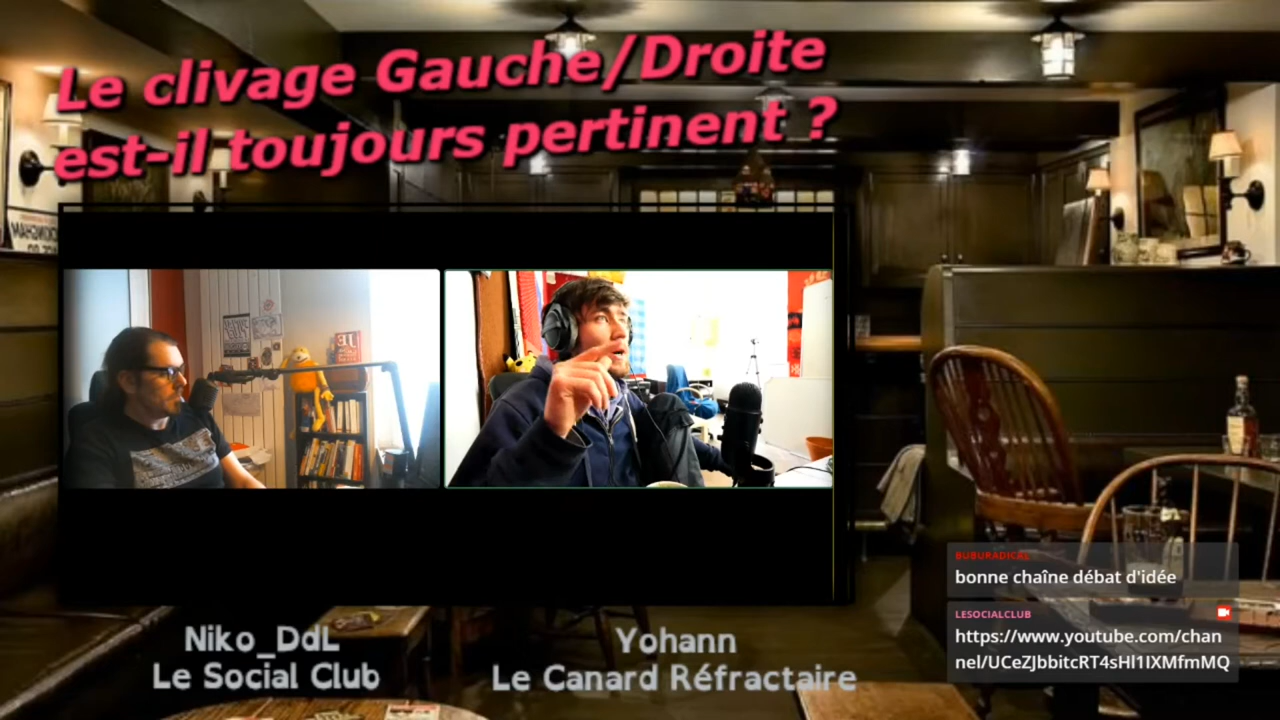 Le clivage Gauche/Droite
est-il toujours pertinent ?
Niko_DdL
Le Social Club
Yohann
Le Canard Réfractaire
BUBURADICAL
bonne chaîne débat d'idée
LESOCIALCLUB
https://www.youtube.com/chan
nel/UCeZJbbitcRT4sHl1IXMfmMQ